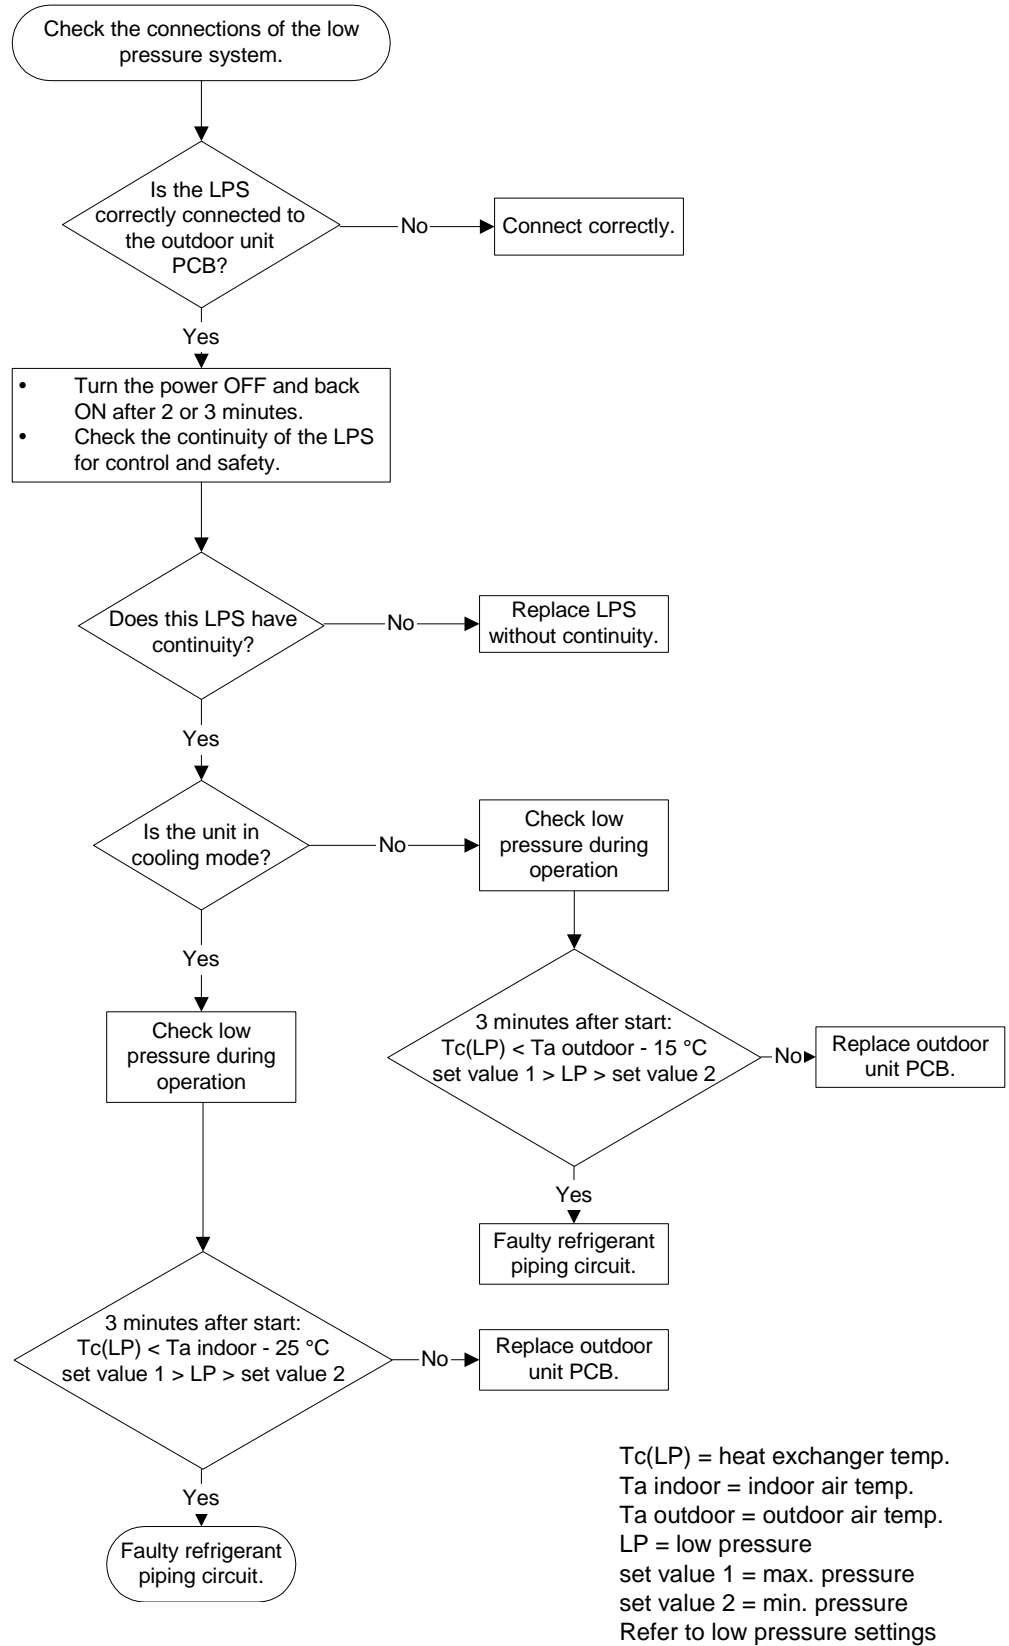 Check the connections of the low
pressure system.
Is the LPS
correctly connected to
the outdoor unit
PCB?
No
Connect correctly.
Yes
• Turn the power OFF and back
ON after 2 or 3 minutes.
• Check the continuity of the LPS
for control and safety.
Does this LPS have
continuity?
No
Replace LPS
without continuity.
Yes
Is the unit in
cooling mode?
No
Check low
pressure during
operation
Yes
Check low
pressure during
operation
3 minutes after start:
Tc(LP) < Ta outdoor - 15 °C
set value 1 > LP > set value 2
No
Replace outdoor
unit PCB.
Yes
Faulty refrigerant
piping circuit.
3 minutes after start:
Tc(LP) < Ta indoor - 25 °C
set value 1 > LP > set value 2
No
Replace outdoor
unit PCB.
Yes
Faulty refrigerant
piping circuit.
Tc(LP) = heat exchanger temp.
Ta indoor = indoor air temp.
Ta outdoor = outdoor air temp.
LP = low pressure
set value 1 = max. pressure
set value 2 = min. pressure
Refer to low pressure settings